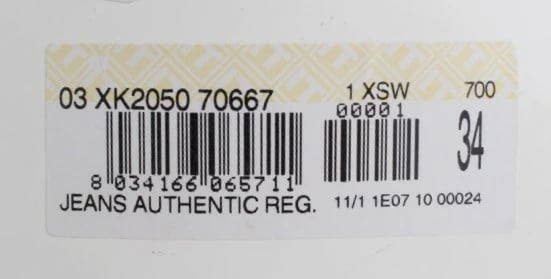 03 XK2050 70667 1 XSW 700
00001
34
8 034166 065711
JEANS AUTHENTIC REG. 11/1 1E07 10 00024